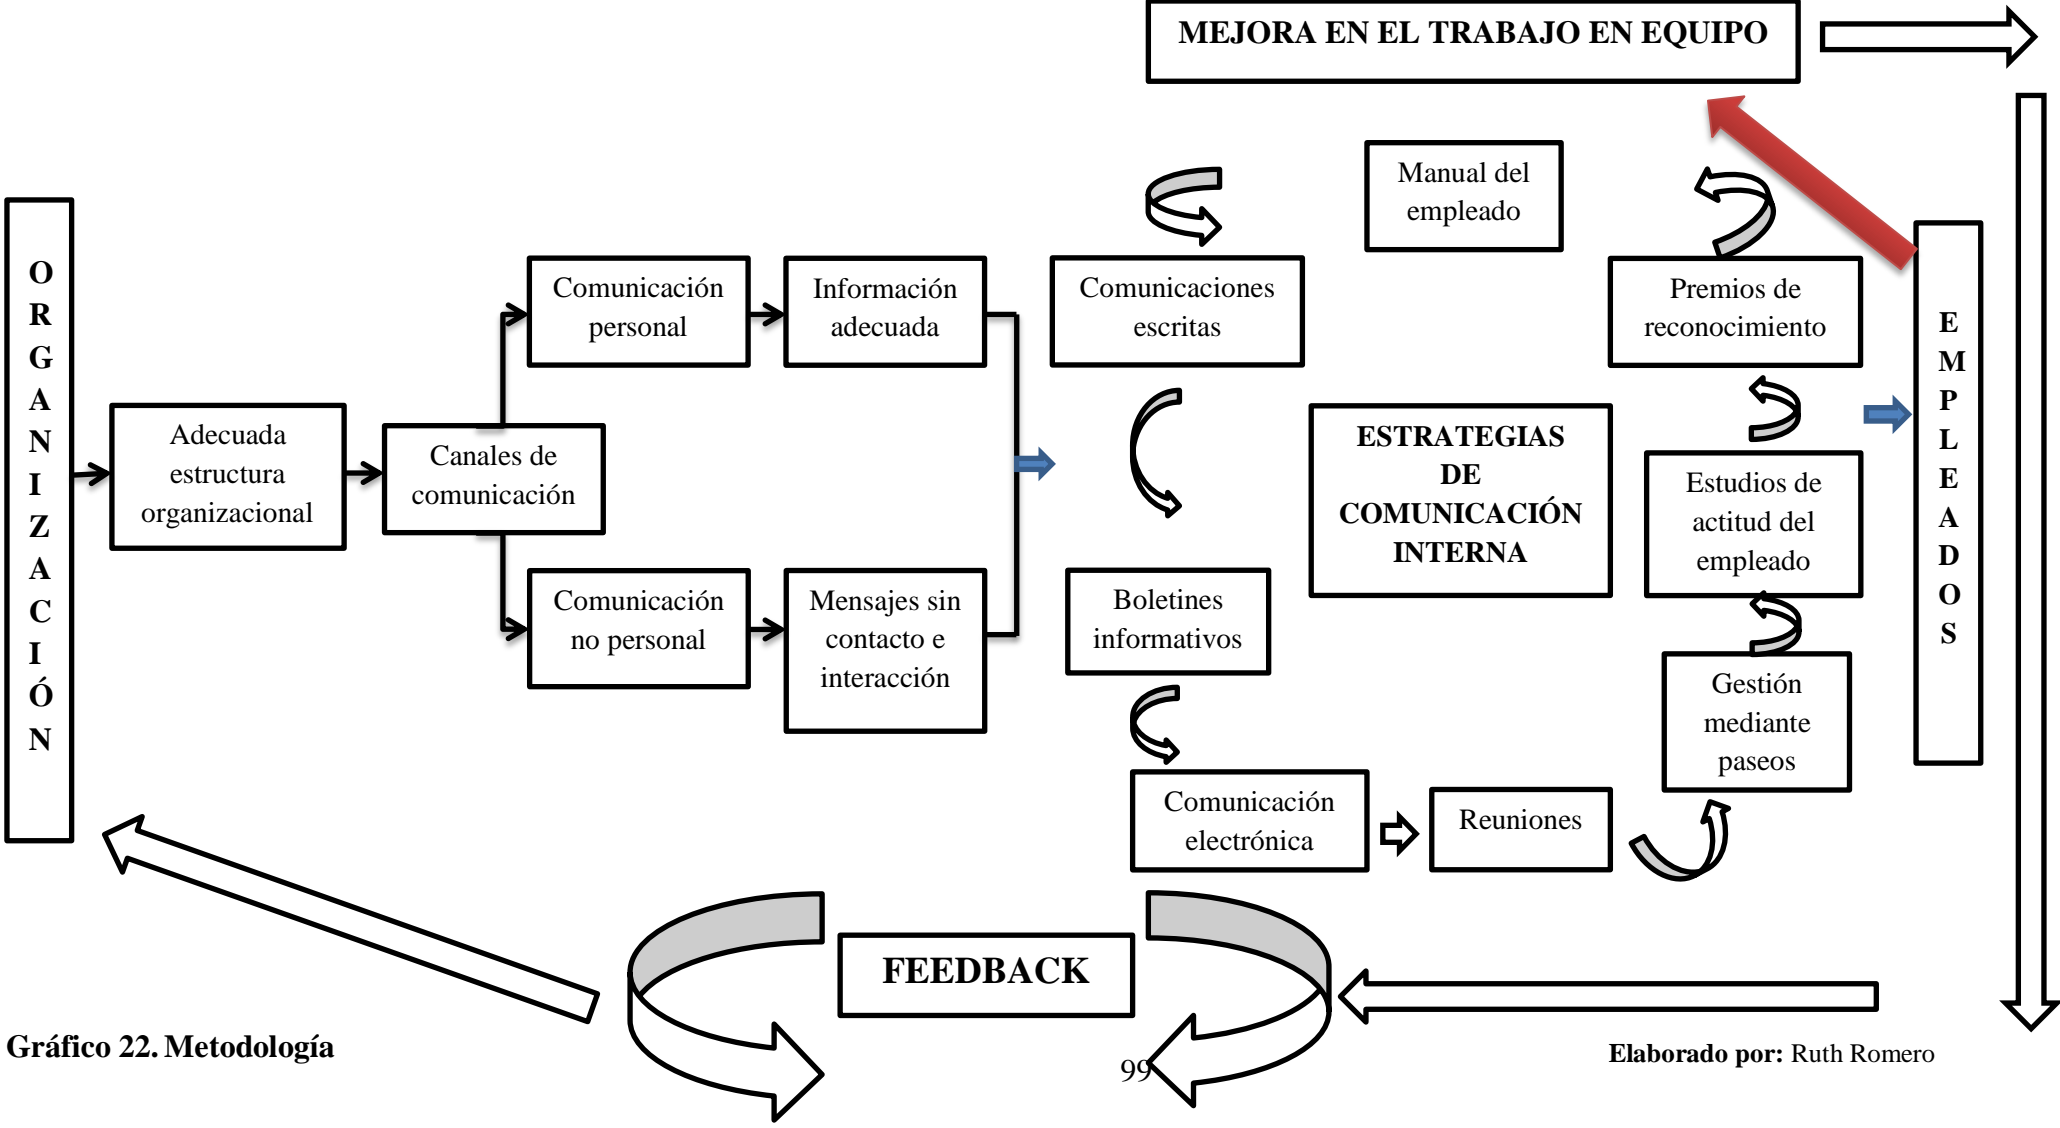 MEJORA EN EL TRABAJO EN EQUIPO
O
R
G
A
N
I
Z
A
C
I
Ó
N
Adecuada
estructura
organizacional
Canales de
comunicación
Comunicación
personal
Información
adecuada
Comunicación
no personal
Mensajes sin
contacto e
interacción
Manual del
empleado
Comunicaciones
escritas
Boletines
informativos
Comunicación
electrónica
Reuniones
Gestión
mediante
paseos
Estudios de
actitud del
empleado
Premios de
reconocimiento
ESTRATEGIAS
DE
COMUNICACIÓN
INTERNA
E
M
P
L
E
A
D
O
S
FEEDBACK
Gráfico 22. Metodología
99
Elaborado por: Ruth Romero